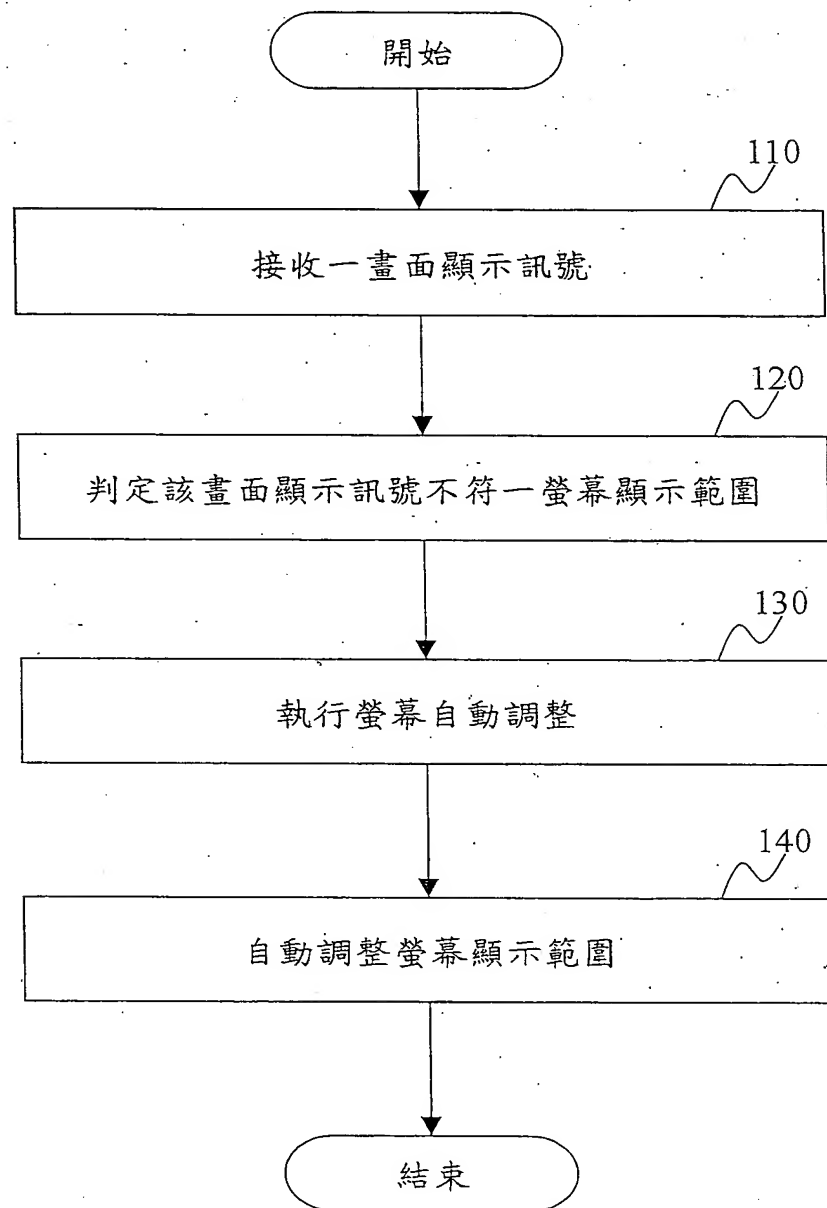 開始
110
接收一畫面顯示訊號
120
判定該畫面顯示訊號不符一螢幕顯示範圍
130
執行螢幕自動調整
140
自動調整螢幕顯示範圍
結束